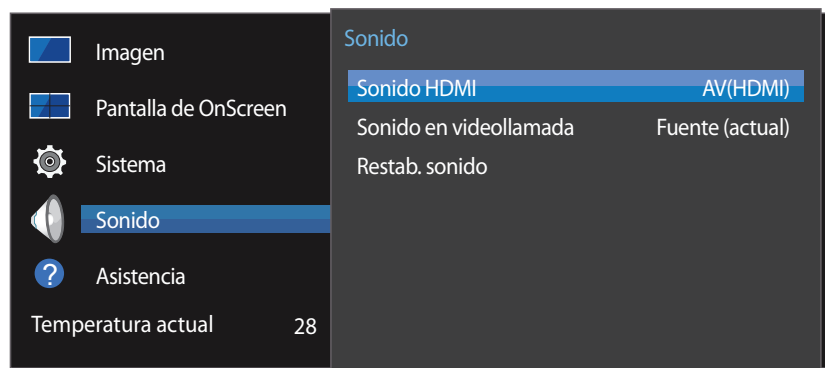 Imagen
Pantalla de OnScreen
Sistema
Sonido
Asistencia
Temperatura actual 28
Sonido
Sonido HDMI AV(HDMI)
Sonido en videollamada Fuente (actual)
Restab. sonido